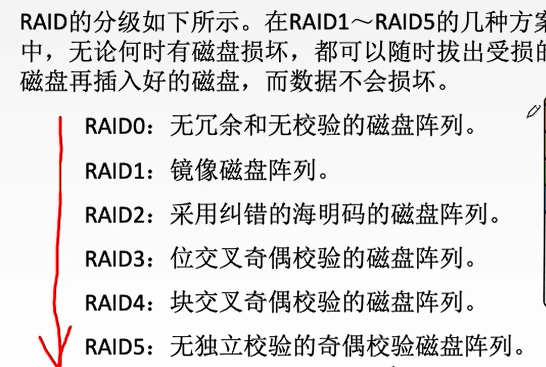 RAID的分级如下所示。在RAID1～RAID5的几种方案
中，无论何时有磁盘损坏，都可以随时拔出受损的
磁盘再插入好的磁盘，而数据不会损坏。
RAID0：无冗余和无校验的磁盘阵列。
RAID1：镜像磁盘阵列。
RAID2：采用纠错的海明码的磁盘阵列。
RAID3：位交叉奇偶校验的磁盘阵列。
RAID4：块交叉奇偶校验的磁盘阵列。
RAID5：无独立校验的奇偶校验磁盘阵列。